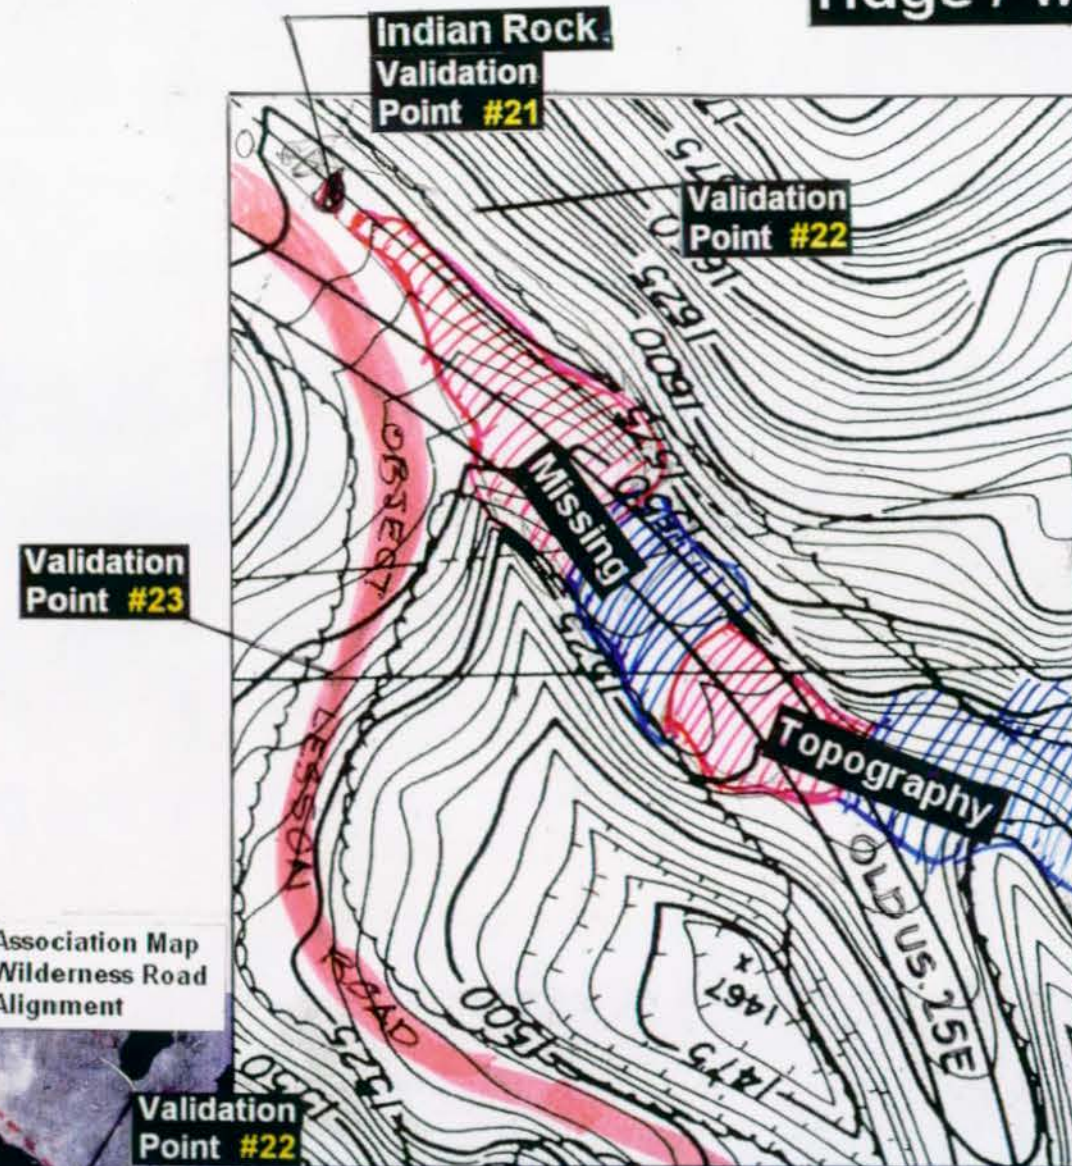 Indian Rock
Validation
Point #21
Validation
Point #22
1625
1600
1575
Missing
OBJECT
Validation
Point #23
LESSON
Topography
OLD U.S. 25E
Association Map
Wilderness Road
Alignment
ROAD
1467
x
1475
1500
1525
Validation
Point #22